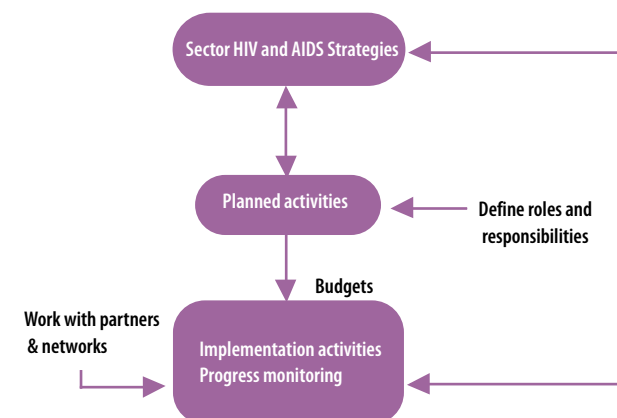 Sector HIV and AIDS Strategies
Planned activities
Define roles and
responsibilities
Budgets
Work with partners
& networks
Implementation activities
Progress monitoring